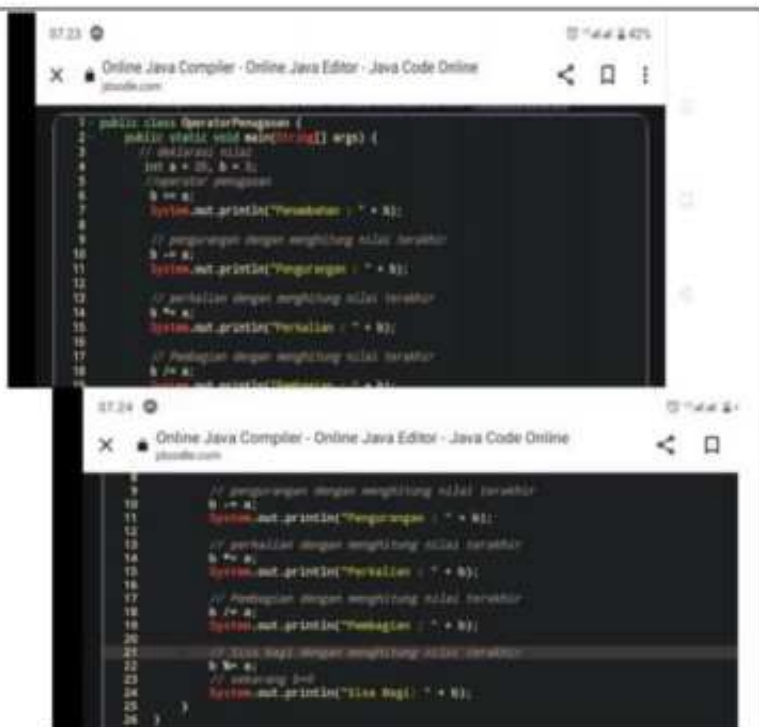 07.23
42%
Online Java Compiler - Online Java Editor - Java Code Online
1 public class OperatorPenugasan {
2 public static void main(String[] args) {
3 // deklarasi nilai
4 int a = 20, b =
5 //operator penugasan
6 b += a;
7 System.out.println("Penambahan : " + b);
8
9 // pengurangan dengan menghitung nilai terakhir
10 b -= a;
11 System.out.println("Pengurangan : " + b);
12
13 // perkalian dengan menghitung nilai terakhir
14 b *= a;
15 System.out.println("Perkalian : " + b);
16
17 // Pembagian dengan menghitung nilai terakhir
18 b /= a;
19 System.out.println("Pembagian : " + b);
07.24
Online Java Compiler - Online Java Editor - Java Code Online
8
9 // pengurangan dengan menghitung nilai terakhir
10 b -= a;
11 System.out.println("Pengurangan : " + b);
12
13 // perkalian dengan menghitung nilai terakhir
14 b *= a;
15 System.out.println("Perkalian : " + b);
16
17 // Pembagian dengan menghitung nilai terakhir
18 b /= a;
19 System.out.println("Pembagian : " + b);
20
21 // Sisa bagi dengan menghitung nilai terakhir
22 b %= a;
23 // sekarang b=0
24 System.out.println("Sisa Bagi: " + b);
25 }
26 }